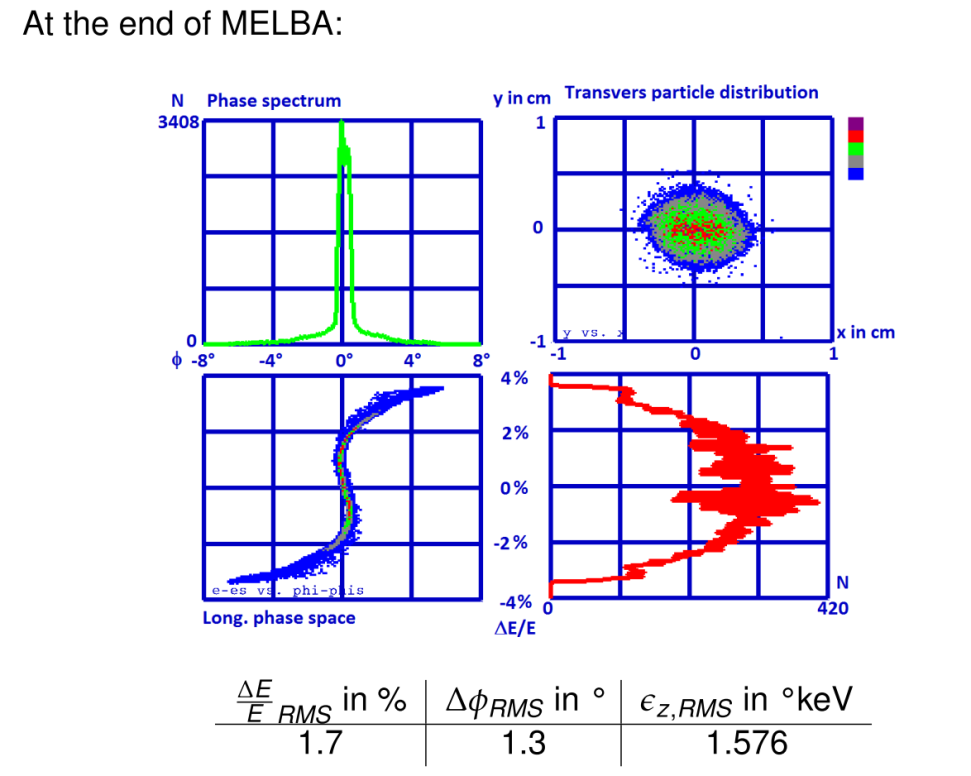 At the end of MELBA:
N Phase spectrum
3408
0
ϕ -8° -4° 0° 4° 8°
y in cm Transvers particle distribution
1
0
-1
y vs. x
x in cm
-1 0 1
e-es vs. phi-phis
Long. phase space
4%
2%
0%
-2%
-4%
0 420
N
ΔE/E
ΔE/E RMS in % ΔϕRMS in ° ϵz,RMS in °keV
1.7 1.3 1.576